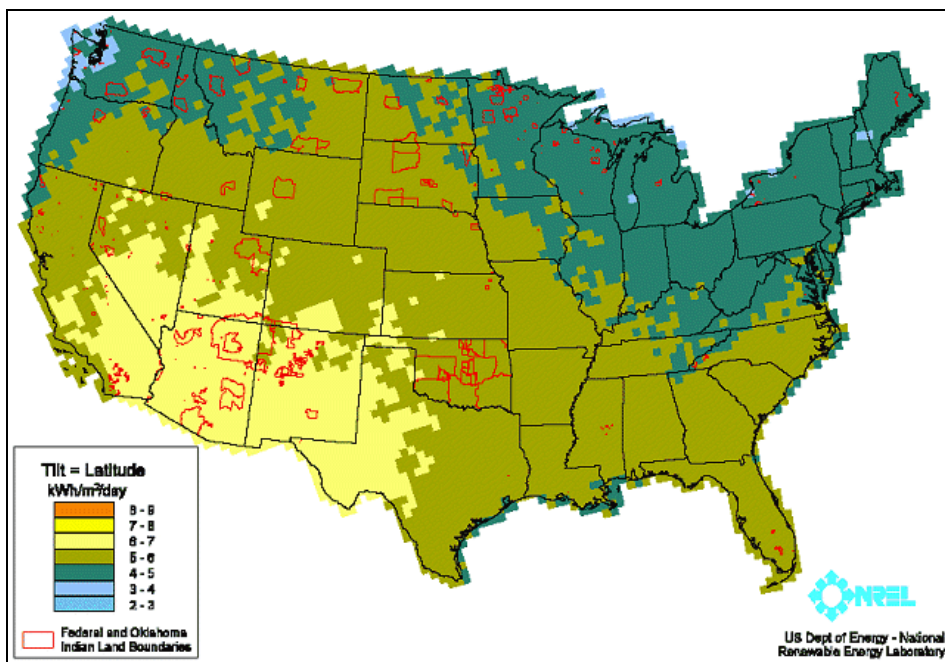 Tilt = Latitude
kWh/m²/day
8 - 9
7 - 8
6 - 7
5 - 6
4 - 5
3 - 4
2 - 3
Federal and Oklahoma
Indian Land Boundaries
NREL
US Dept of Energy - National
Renewable Energy Laboratory